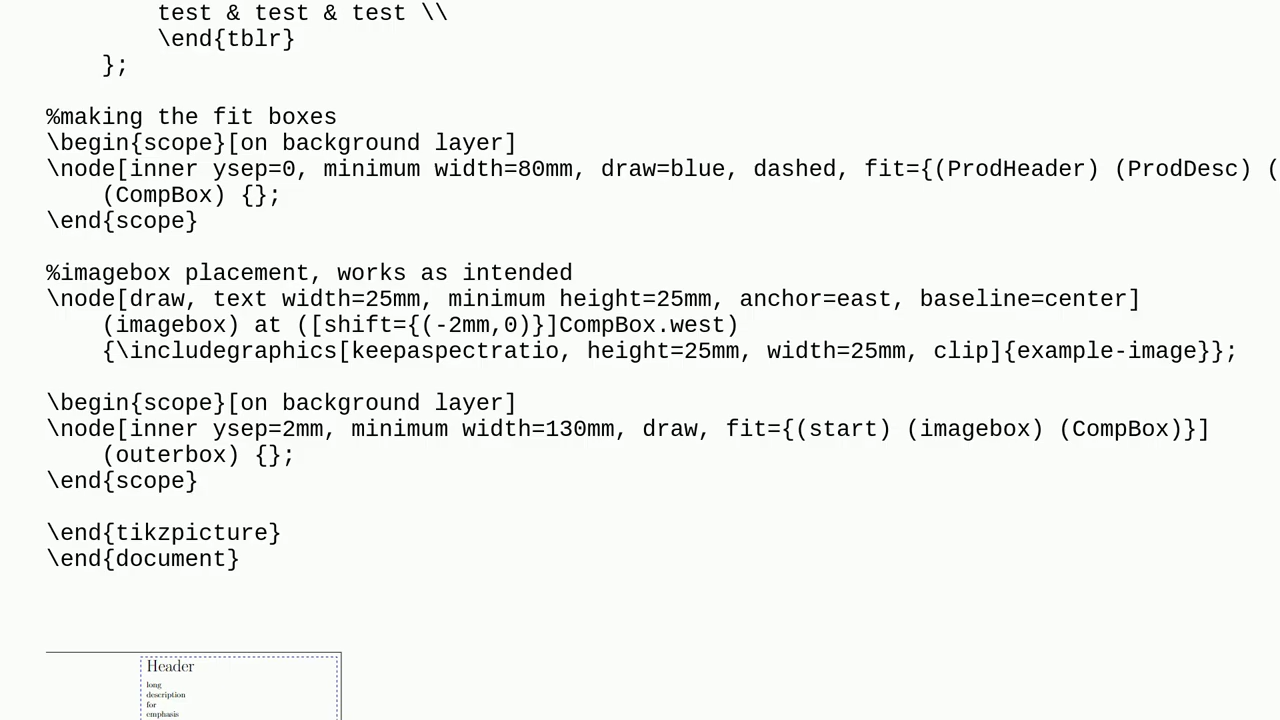 test & test & test \\
\end{tblr}
};
%making the fit boxes
\begin{scope}[on background layer]
\node[inner ysep=0, minimum width=80mm, draw=blue, dashed, fit={(ProdHeader) (ProdDesc) (
(CompBox) {};
\end{scope}
%imagebox placement, works as intended
\node[draw, text width=25mm, minimum height=25mm, anchor=east, baseline=center]
(imagebox) at ([shift={(-2mm,0)}]CompBox.west)
{\includegraphics[keepaspectratio, height=25mm, width=25mm, clip]{example-image}};
\begin{scope}[on background layer]
\node[inner ysep=2mm, minimum width=130mm, draw, fit={(start) (imagebox) (CompBox)}]
(outerbox) {};
\end{scope}
\end{tikzpicture}
\end{document}
Header
long
description
for
emphasis